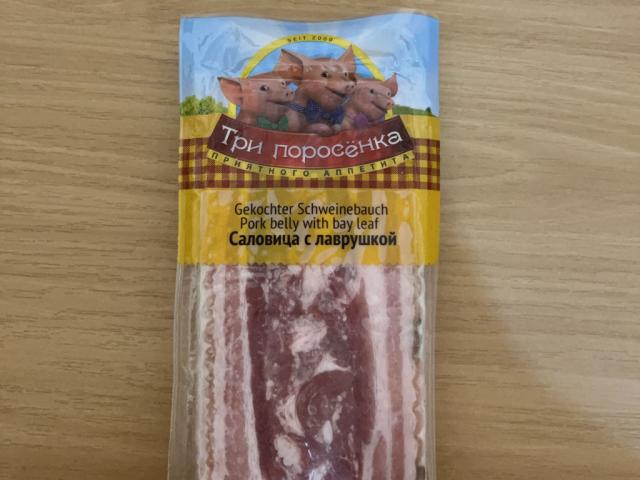 SEIT 2000
Три поросёнка
ПРИЯТНОГО АППЕТИТА
Gekochter Schweinebauch
Pork belly with bay leaf
Саловица с лаврушкой